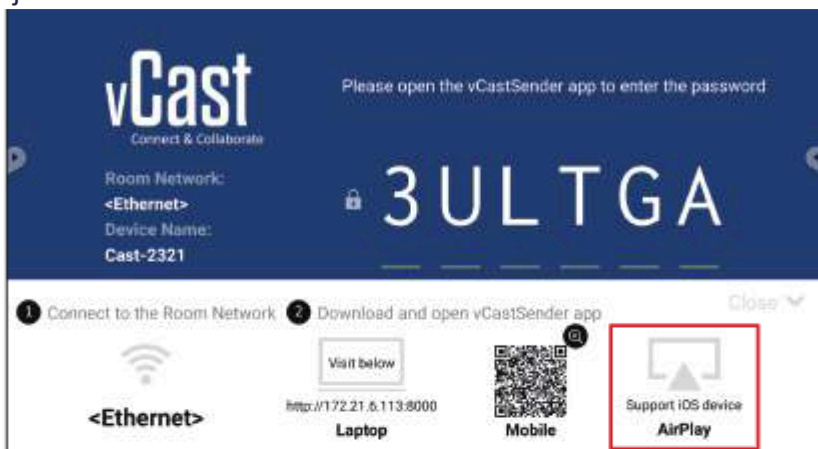 vCast
Connect & Collaborate
Please open the vCastSender app to enter the password
Room Network:
<Ethernet>
Device Name:
Cast-2321
3ULTGA
1 Connect to the Room Network
2 Download and open vCastSender app
Close
<Ethernet>
Visit below
http://172.21.6.113:8000
Laptop
Mobile
Support iOS device
AirPlay